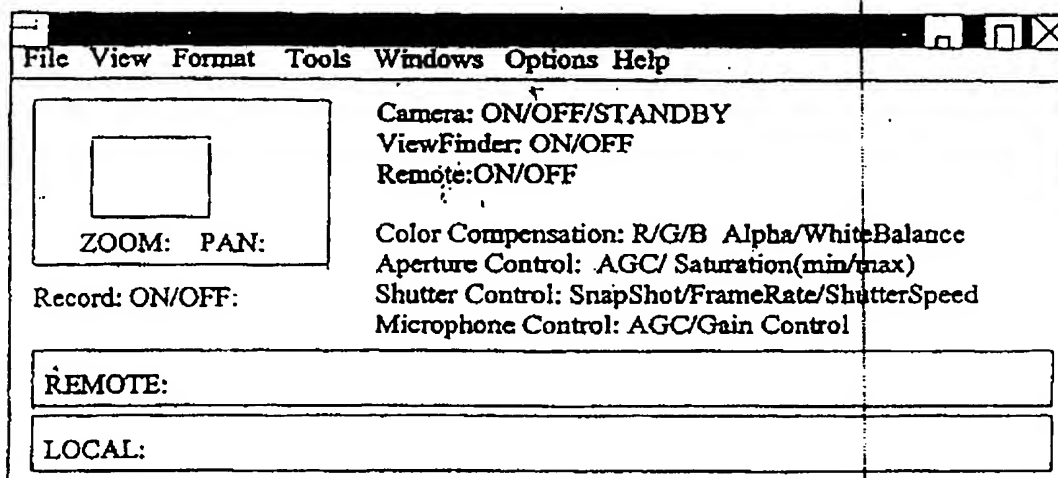 File View Format Tools Windows Options Help
Camera: ON/OFF/STANDBY
ViewFinder: ON/OFF
Remote:ON/OFF
ZOOM: PAN:
Record: ON/OFF:
Color Compensation: R/G/B Alpha/WhiteBalance
Aperture Control: AGC/ Saturation(min/max)
Shutter Control: SnapShot/FrameRate/ShutterSpeed
Microphone Control: AGC/Gain Control
REMOTE:
LOCAL: